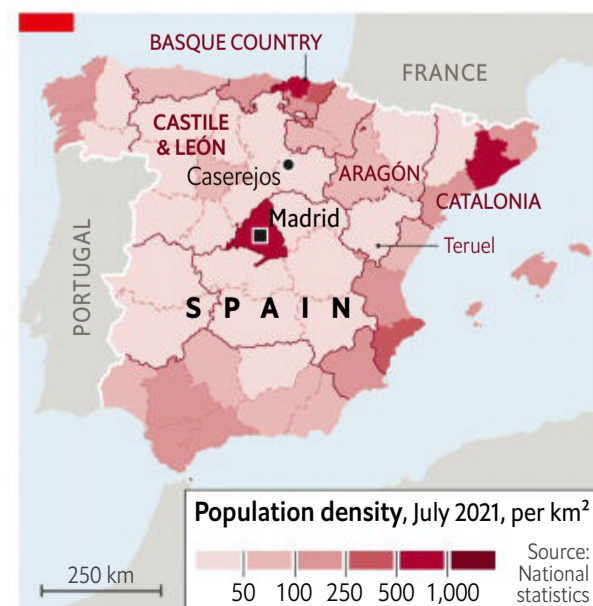 BASQUE COUNTRY
FRANCE
CASTILE
& LEÓN
Caserejos
ARAGÓN
CATALONIA
Madrid
Teruel
PORTUGAL
SPAIN
Population density, July 2021, per km²
250 km
50 100 250 500 1,000
Source:
National
statistics